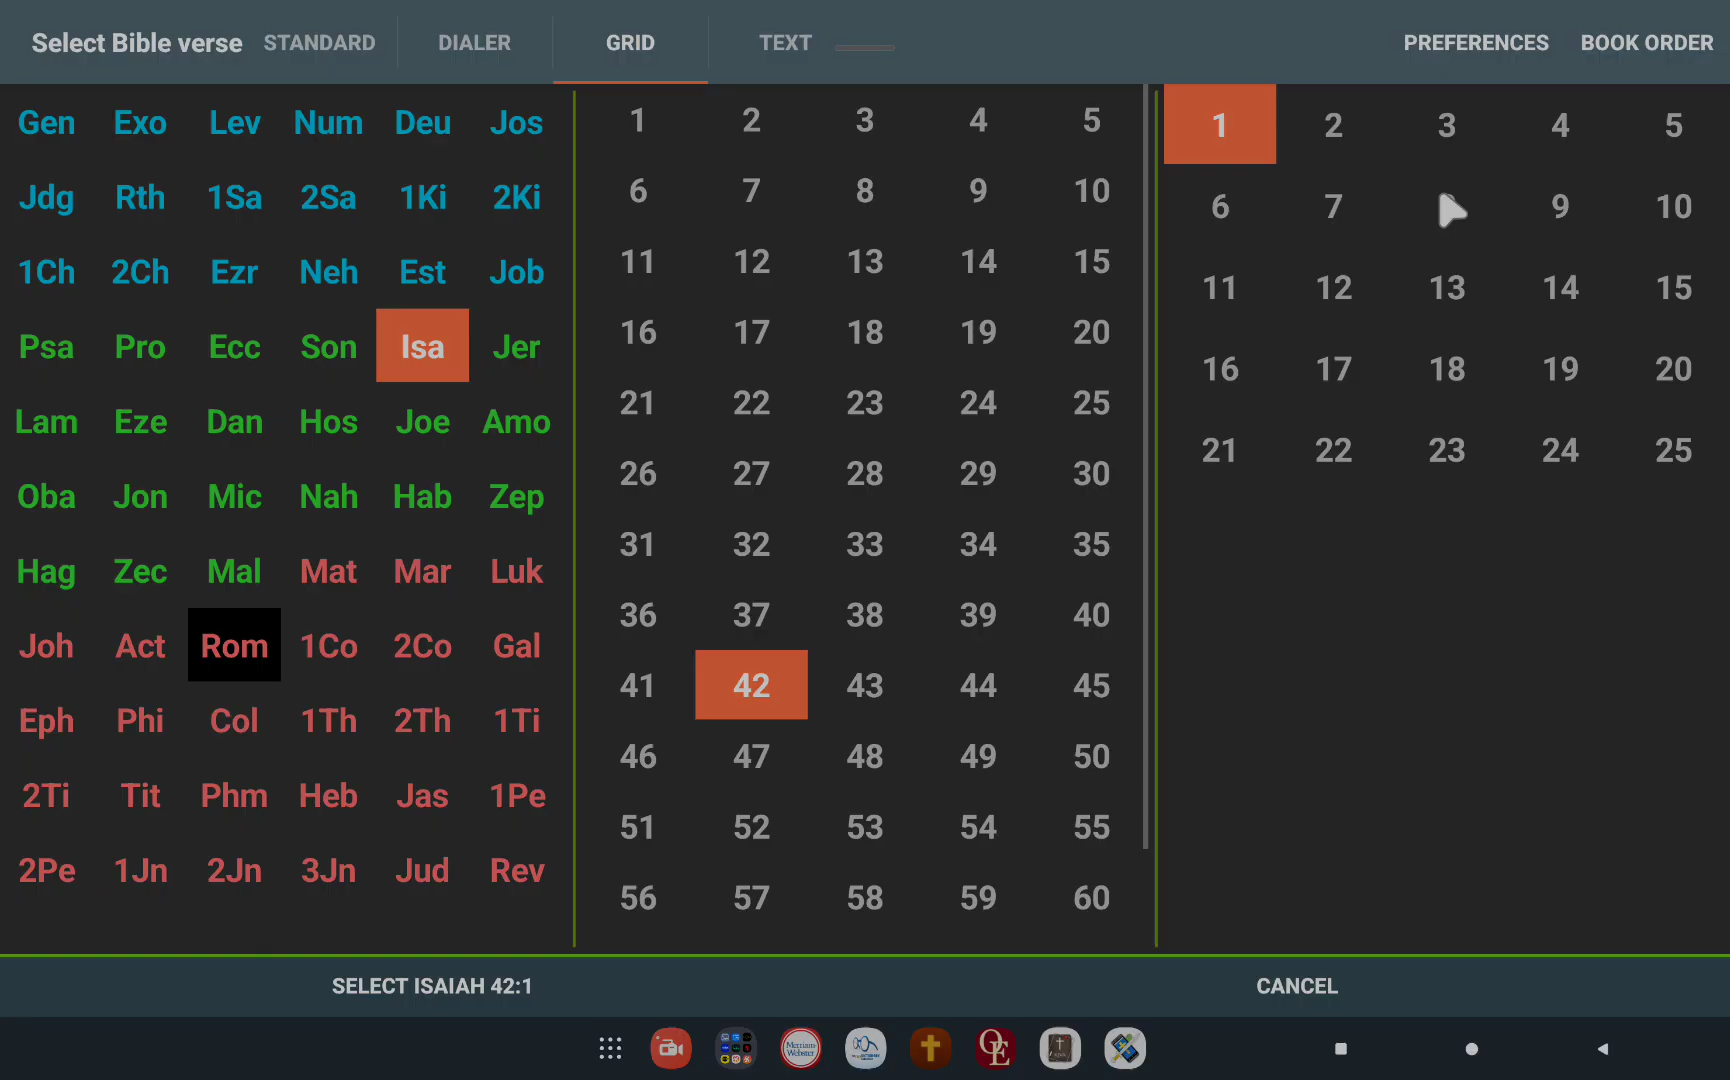 Select Bible verse STANDARD DIALER GRID TEXT PREFERENCES BOOK ORDER
Gen Exo Lev Num Deu Jos
Jdg Rth 1Sa 2Sa 1Ki 2Ki
1Ch 2Ch Ezr Neh Est Job
Psa Pro Ecc Son Isa Jer
Lam Eze Dan Hos Joe Amo
Oba Jon Mic Nah Hab Zep
Hag Zec Mal Mat Mar Luk
Joh Act Rom 1Co 2Co Gal
Eph Phi Col 1Th 2Th 1Ti
2Ti Tit Phm Heb Jas 1Pe
2Pe 1Jn 2Jn 3Jn Jud Rev
1 2 3 4 5
6 7 8 9 10
11 12 13 14 15
16 17 18 19 20
21 22 23 24 25
26 27 28 29 30
31 32 33 34 35
36 37 38 39 40
41 42 43 44 45
46 47 48 49 50
51 52 53 54 55
56 57 58 59 60
1 2 3 4 5
6 7 9 10
11 12 13 14 15
16 17 18 19 20
21 22 23 24 25
SELECT ISAIAH 42:1 CANCEL
Merriam-
Webster
OE